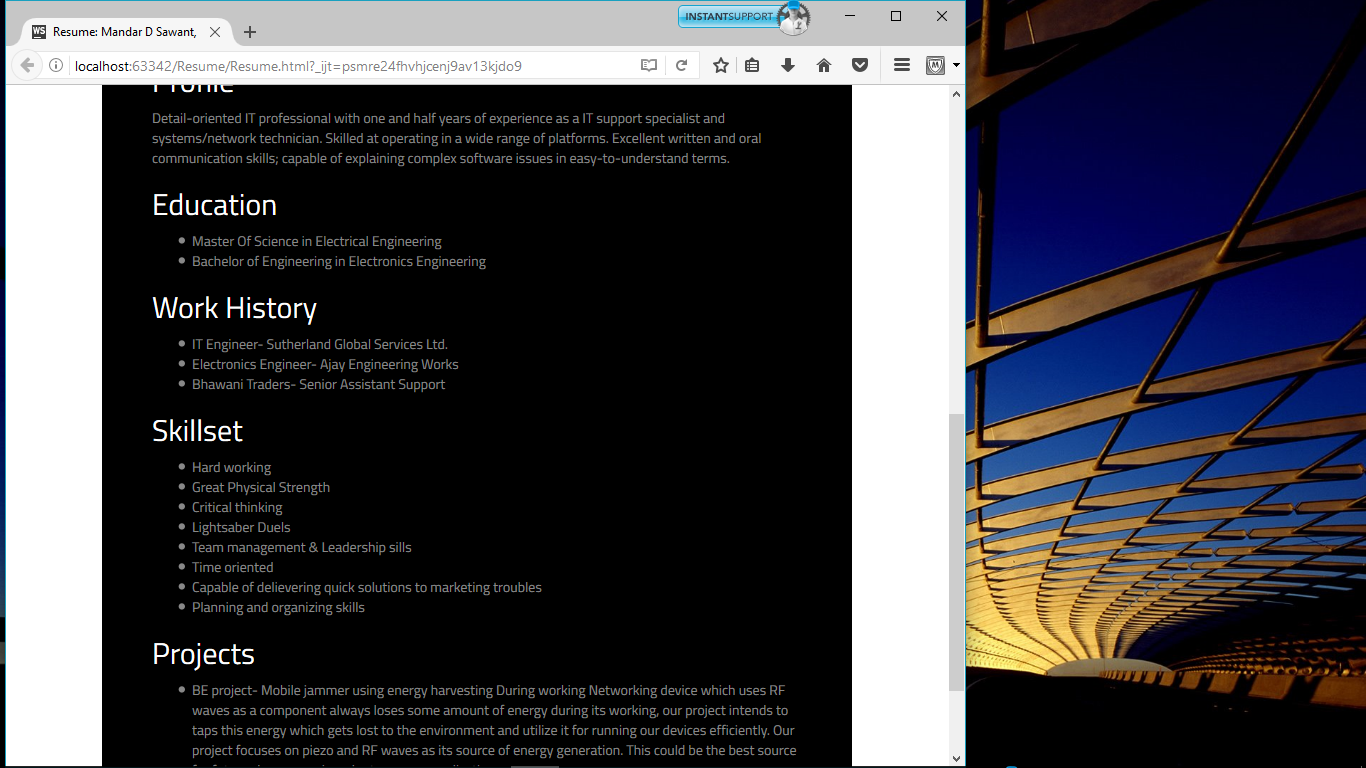 INSTANTSUPPORT
WS Resume: Mandar D Sawant,
localhost:63342/Resume/Resume.html?_ijt=psmre24fhvhjcenj9av13kjdo9
Profile
Detail-oriented IT professional with one and half years of experience as a IT support specialist and
systems/network technician. Skilled at operating in a wide range of platforms. Excellent written and oral
communication skills; capable of explaining complex software issues in easy-to-understand terms.
Education
Master Of Science in Electrical Engineering
Bachelor of Engineering in Electronics Engineering
Work History
IT Engineer- Sutherland Global Services Ltd.
Electronics Engineer- Ajay Engineering Works
Bhawani Traders- Senior Assistant Support
Skillset
Hard working
Great Physical Strength
Critical thinking
Lightsaber Duels
Team management & Leadership sills
Time oriented
Capable of delievering quick solutions to marketing troubles
Planning and organizing skills
Projects
BE project- Mobile jammer using energy harvesting During working Networking device which uses RF
waves as a component always loses some amount of energy during its working, our project intends to
taps this energy which gets lost to the environment and utilize it for running our devices efficiently. Our
project focuses on piezo and RF waves as its source of energy generation. This could be the best source